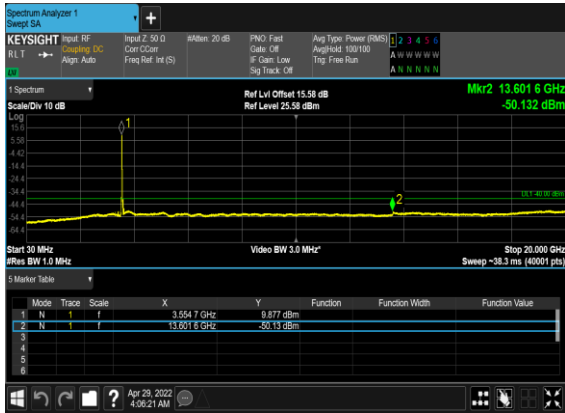 Spectrum Analyzer 1
Swept SA
+
KEYSIGHT Input: RF Input Z: 50 Ω #Atten: 20 dB PNO: Fast Avg Type: Power (RMS) 1 2 3 4 5 6
RLT Coupling: DC Corr CCorr Gate: Off Avg|Hold: 100/100 A W W W W W
Align: Auto Freq Ref: Int (S) IF Gain: Low Trig: Free Run
LXI Sig Track: Off A N N N N N
1 Spectrum Ref Lvl Offset 15.58 dB Mkr2 13.601 6 GHz
Scale/Div 10 dB Ref Level 25.58 dBm -50.132 dBm
Log
15.6
5.58
-4.42
-14.4
-24.4
-34.4
-44.4
-54.4
-64.4
1
2
DL1 -40.00 dBm
Start 30 MHz Video BW 3.0 MHz* Stop 20.000 GHz
#Res BW 1.0 MHz Sweep ~38.3 ms (40001 pts)
5 Marker Table
Mode Trace Scale X Y Function Function Width Function Value
1 N 1 f 3.554 7 GHz 9.877 dBm
2 N 1 f 13.601 6 GHz -50.13 dBm
3
4
5
6
? Apr 29, 2022
4:06:21 AM